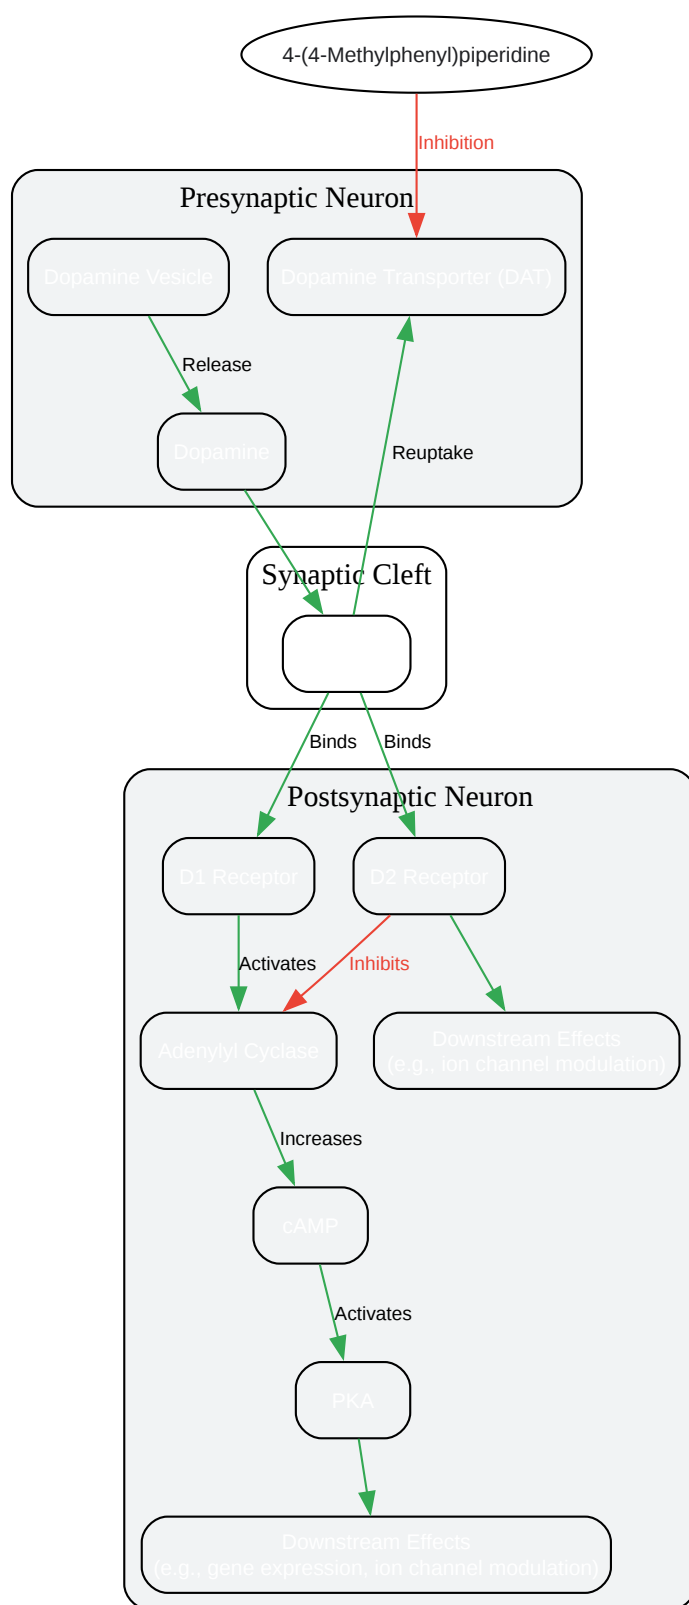 4-(4-Methylphenyl)piperidine
Inhibition
Presynaptic Neuron
Dopamine Vesicle
Dopamine Transporter (DAT)
Release
Dopamine
Reuptake
Synaptic Cleft
Binds
Binds
Postsynaptic Neuron
D1 Receptor
D2 Receptor
Activates
Inhibits
Adenylyl Cyclase
Downstream Effects
(e.g., ion channel modulation)
Increases
cAMP
Activates
PKA
Downstream Effects
(e.g., gene expression, ion channel modulation)